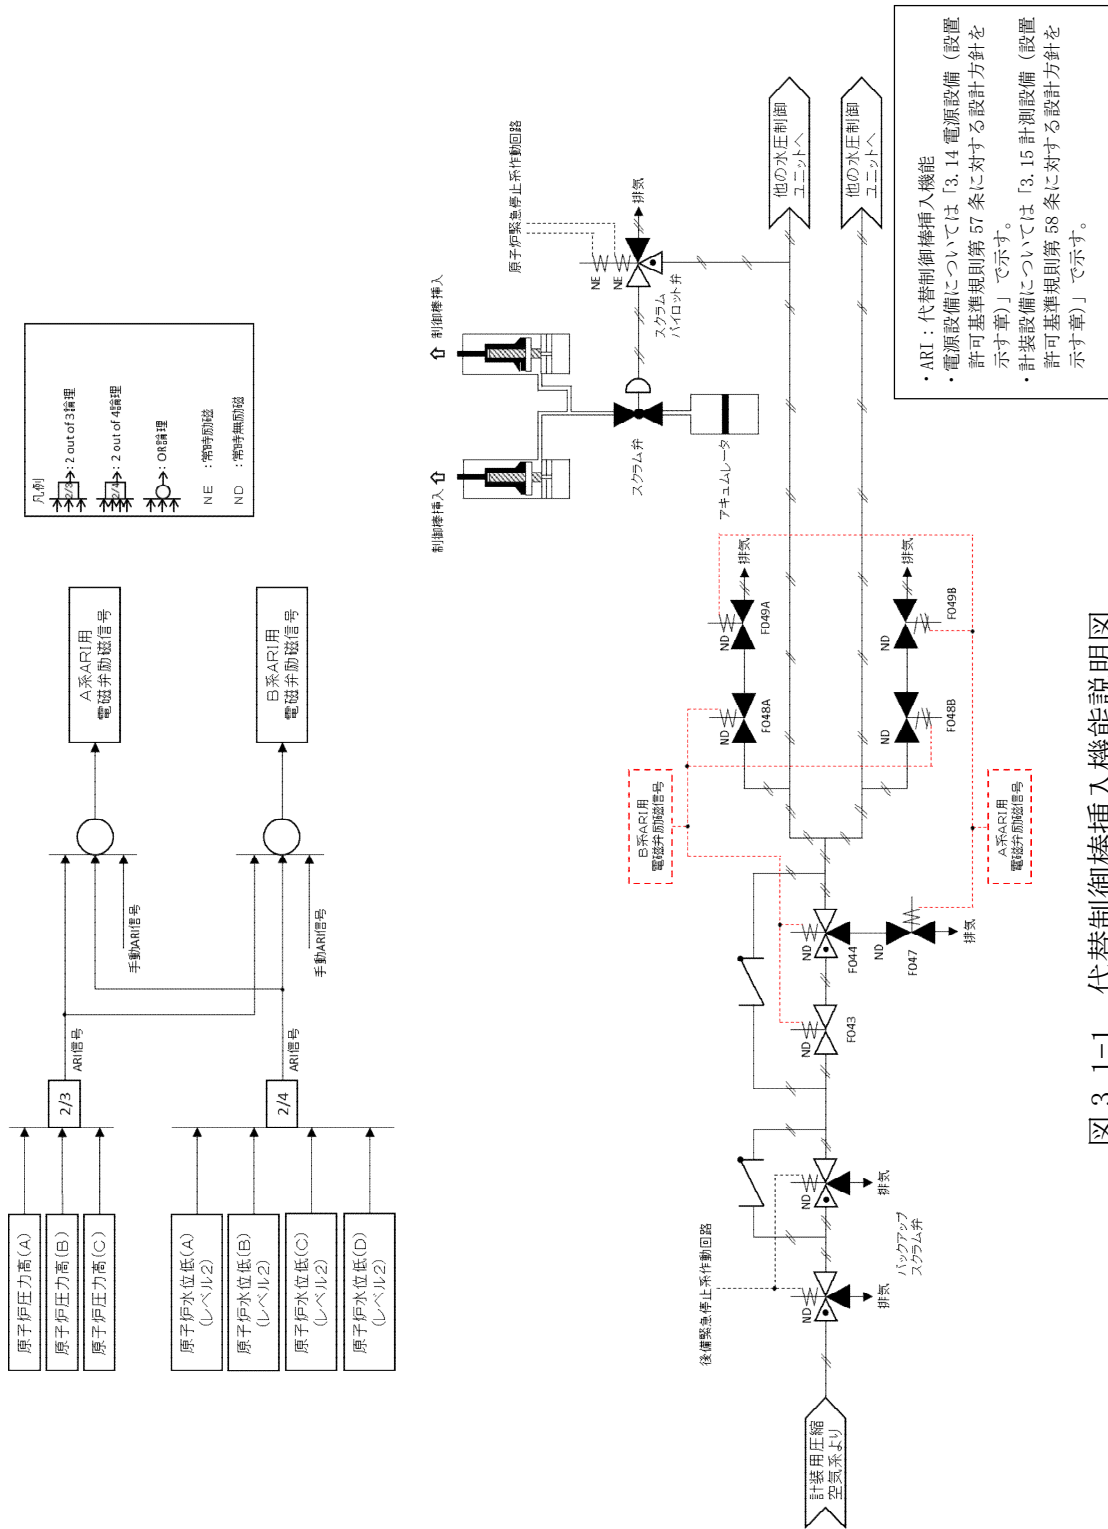 原子炉圧力高(A)
原子炉圧力高(B)
原子炉圧力高(C)
2/3
ARI信号
手動ARI信号
A系ARI用
電磁弁励磁信号
原子炉水位低(A)
(レベル2)
原子炉水位低(B)
(レベル2)
原子炉水位低(C)
(レベル2)
原子炉水位低(D)
(レベル2)
2/4
ARI信号
手動ARI信号
B系ARI用
電磁弁励磁信号
凡例
2/3
: 2 out of 3論理
2/4
: 2 out of 4論理
: OR論理
NE :常時励磁
ND :常時無励磁
制御棒挿入
制御棒挿入
原子炉緊急停止系作動回路
NE
NE
排気
スクラム
パイロット弁
スクラム弁
アキュムレータ
他の水圧制御
ユニットへ
他の水圧制御
ユニットへ
B系ARI用
電磁弁励磁信号
ND
F048A
ND
F049A
排気
ND
F048B
ND
F049B
排気
A系ARI用
電磁弁励磁信号
後備緊急停止系作動回路
ND
排気
ND
排気
バックアップ
スクラム弁
ND
F043
ND
F044
ND
F047
排気
計装用圧縮
空気系より
・ARI：代替制御棒挿入機能
・電源設備については「3.14 電源設備（設置
許可基準規則第 57 条に対する設計方針を
示す章)」で示す。
・計装設備については「3.15 計測設備（設置
許可基準規則第 58 条に対する設計方針を
示す章)」で示す。
図 3.1-1 代替制御棒挿入機能説明図